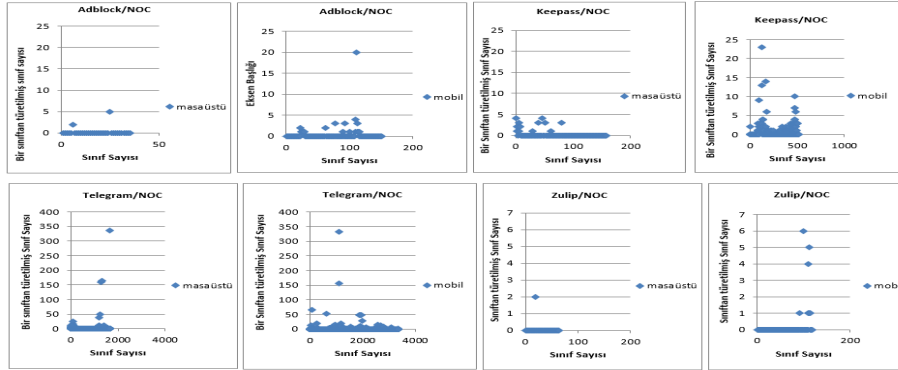 Adblock/NOC
Bir sınıftan türetilmiş sınıf sayısı
25
20
15
10
5
0
0
50
Sınıf Sayısı
masaüstü
Adblock/NOC
Eksen Başlığı
25
20
15
10
5
0
0
100
200
Sınıf Sayısı
mobil
Keepass/NOC
Bir Sınıftan türetilmiş Sınıf Sayısı
25
20
15
10
5
0
0
50
100
150
200
Sınıf Sayısı
masaüstü
Keepass/NOC
Bir Sınıftan türetilmiş Sınıf Sayısı
25
20
15
10
5
0
0
500
1000
Sınıf Sayısı
mobil
Telegram/NOC
Bir Sınıftan türetilmiş Sınıf Sayısı
400
350
300
250
200
150
100
50
0
0
2000
4000
Sınıf Sayısı
masaüstü
Telegram/NOC
Bir Sınıftan türetilmiş Sınıf Sayısı
400
350
300
250
200
150
100
50
0
0
2000
4000
Sınıf Sayısı
mobil
Zulip/NOC
Sınıftan türetilmiş Sınıf Sayısı
7
6
5
4
3
2
1
0
0
100
200
Sınıf Sayısı
masaüstü
Zulip/NOC
Sınıftan türetilmiş Sınıf Sayısı
7
6
5
4
3
2
1
0
0
200
Sınıf Sayısı
mobil